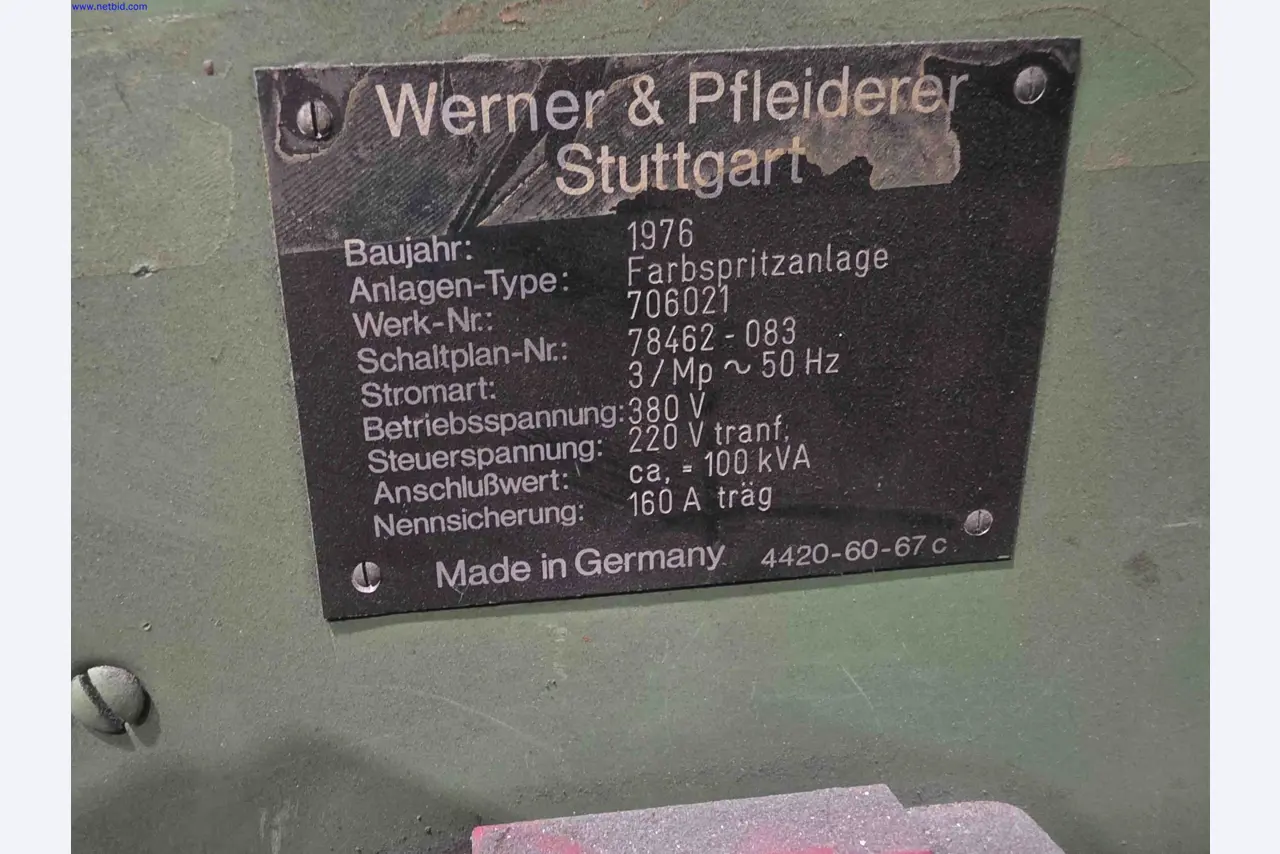 www.netbid.com
Werner & Pfleiderer
Stuttgart
Baujahr: 1976
Anlagen-Type: Farbspritzanlage
Werk-Nr.: 706021
Schaltplan-Nr.: 78462-083
Stromart: 3/Mp ~ 50 Hz
Betriebsspannung: 380 V
Steuerspannung: 220 V tranf.
Anschlußwert: ca. = 100 kVA
Nennsicherung: 160 A träg
Made in Germany 4420-60-67 c